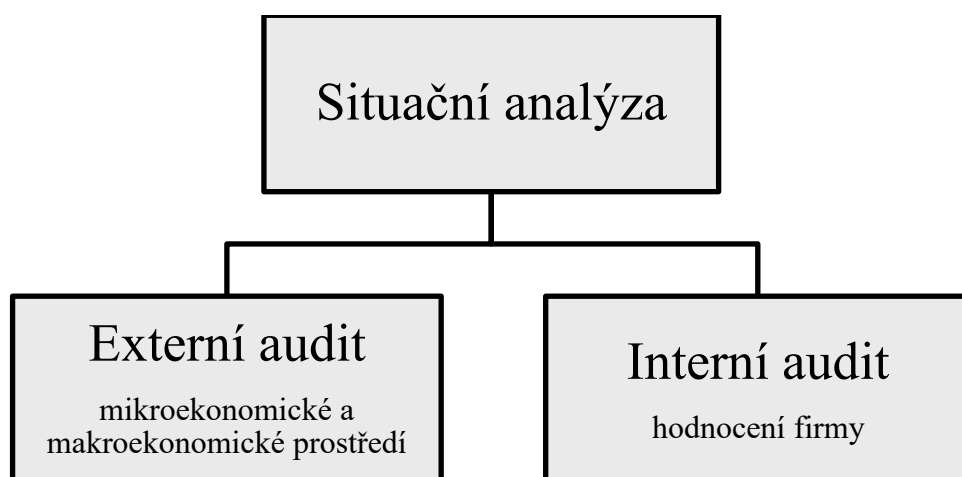 Situační analýza
Externí audit
mikroekonomické a
makroekonomické prostředí
Interní audit
hodnocení firmy